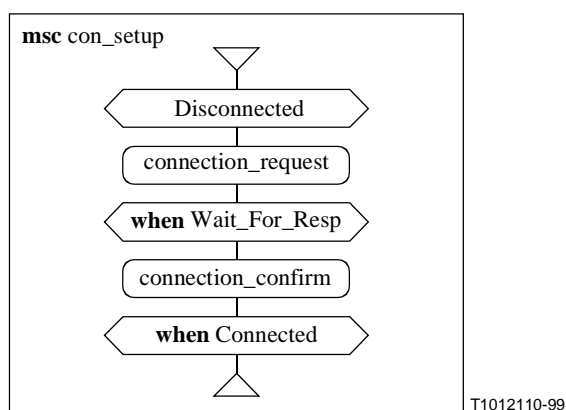 msc con_setup
Disconnected
connection_request
when Wait_For_Resp
connection_confirm
when Connected
T1012110-99